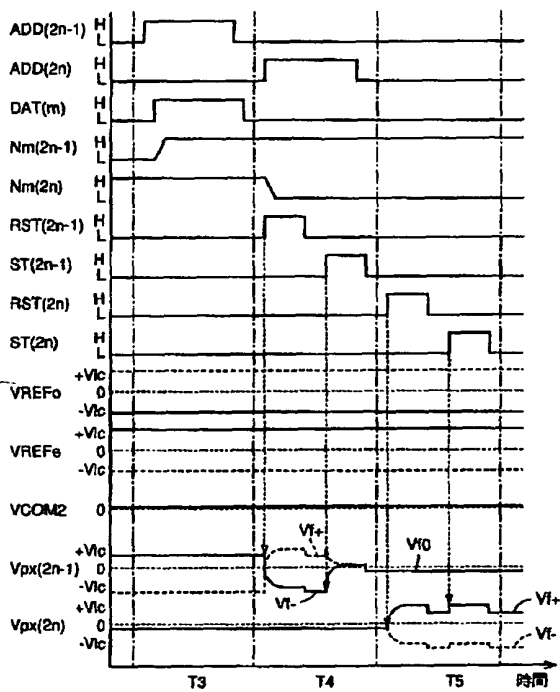 ADD(2n-1) H
L
ADD(2n) H
L
DAT(m) H
L
Nm(2n-1) H
L
Nm(2n) H
L
RST(2n-1) H
L
ST(2n-1) H
L
RST(2n) H
L
ST(2n) H
L
+Vlc
VREFo 0
-Vlc
+Vlc
VREFe 0
-Vlc
VCOM2 0
Vf+
+Vlc
Vpx(2n-1) 0
Vf0
-Vlc
Vf-
+Vlc
Vf+
Vpx(2n) 0
-Vlc
Vf-
T3 T4 T5 時間